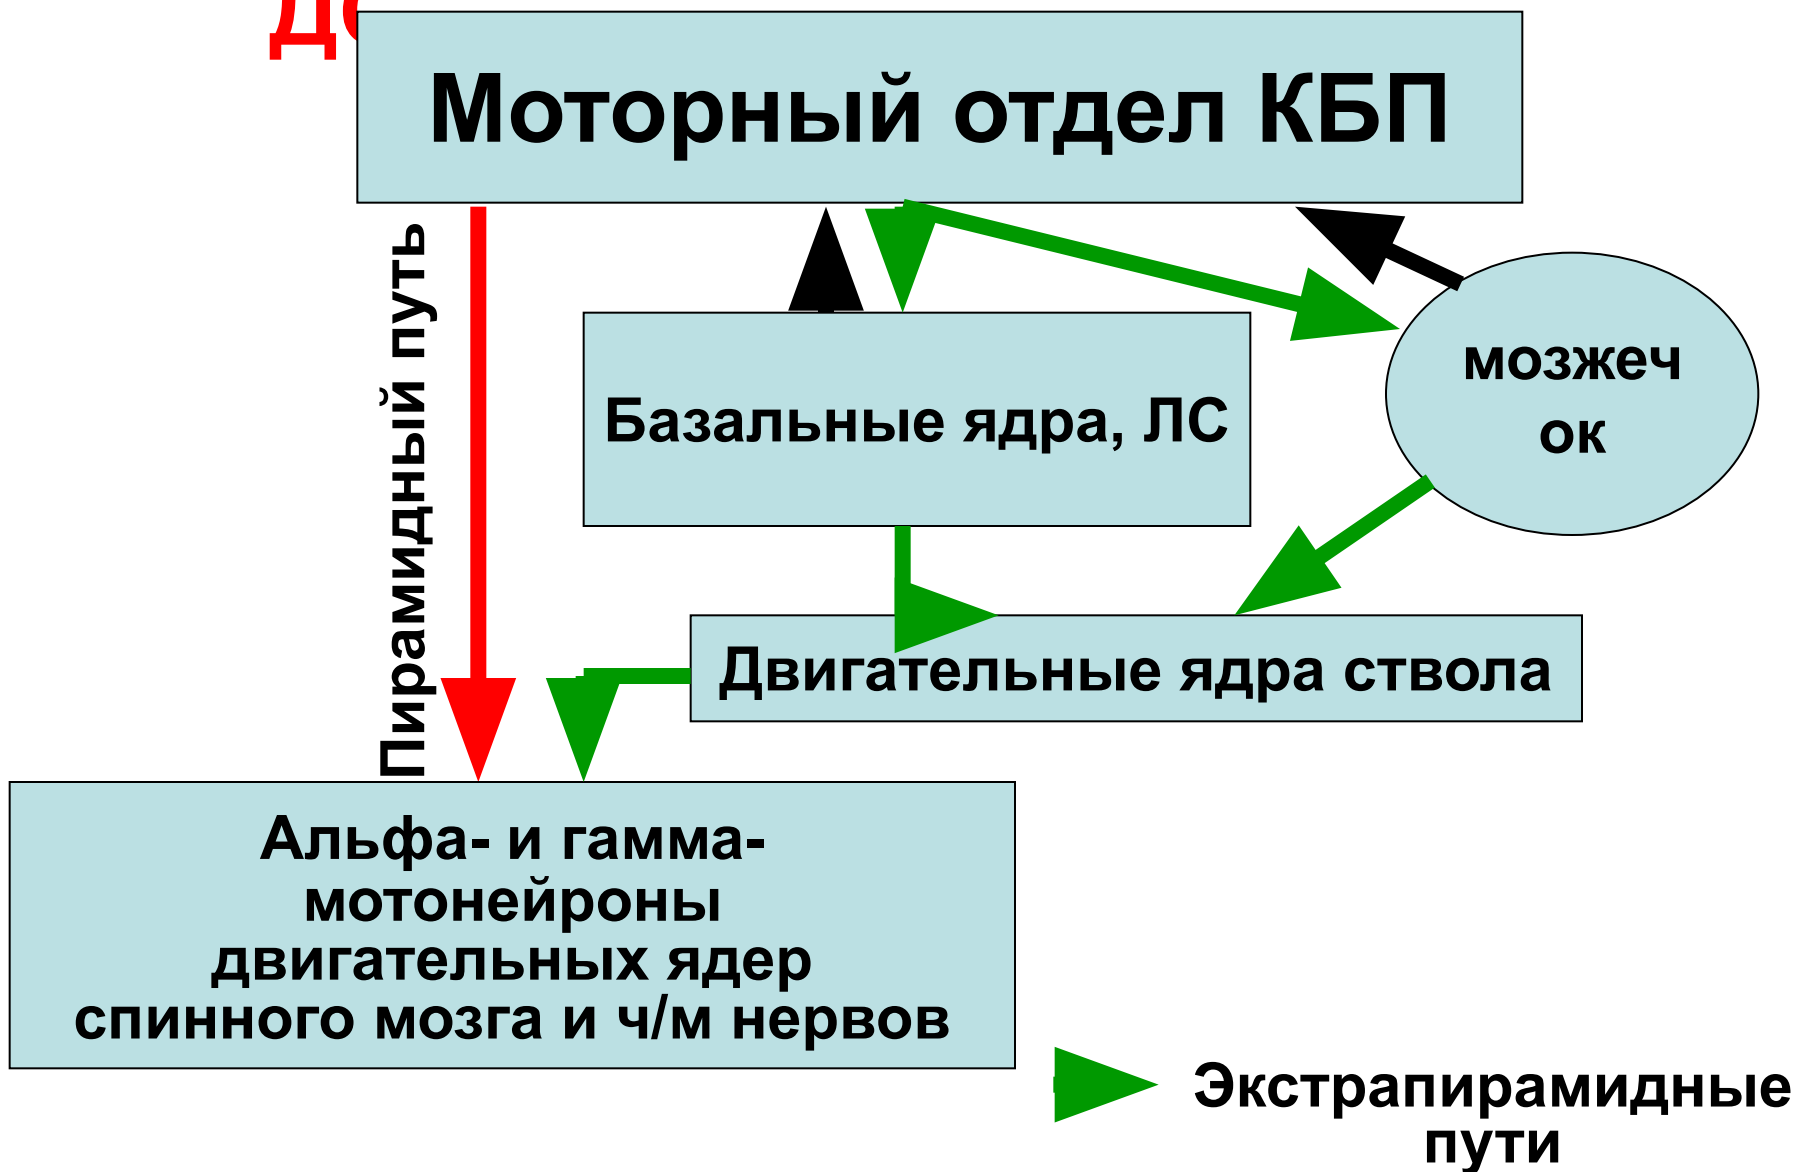 Моторный отдел КБП
Пирамидный путь
Базальные ядра, ЛС
мозжеч
ок
Двигательные ядра ствола
Альфа- и гамма-
мотонейроны
двигательных ядер
спинного мозга и ч/м нервов
Экстрапирамидные
пути